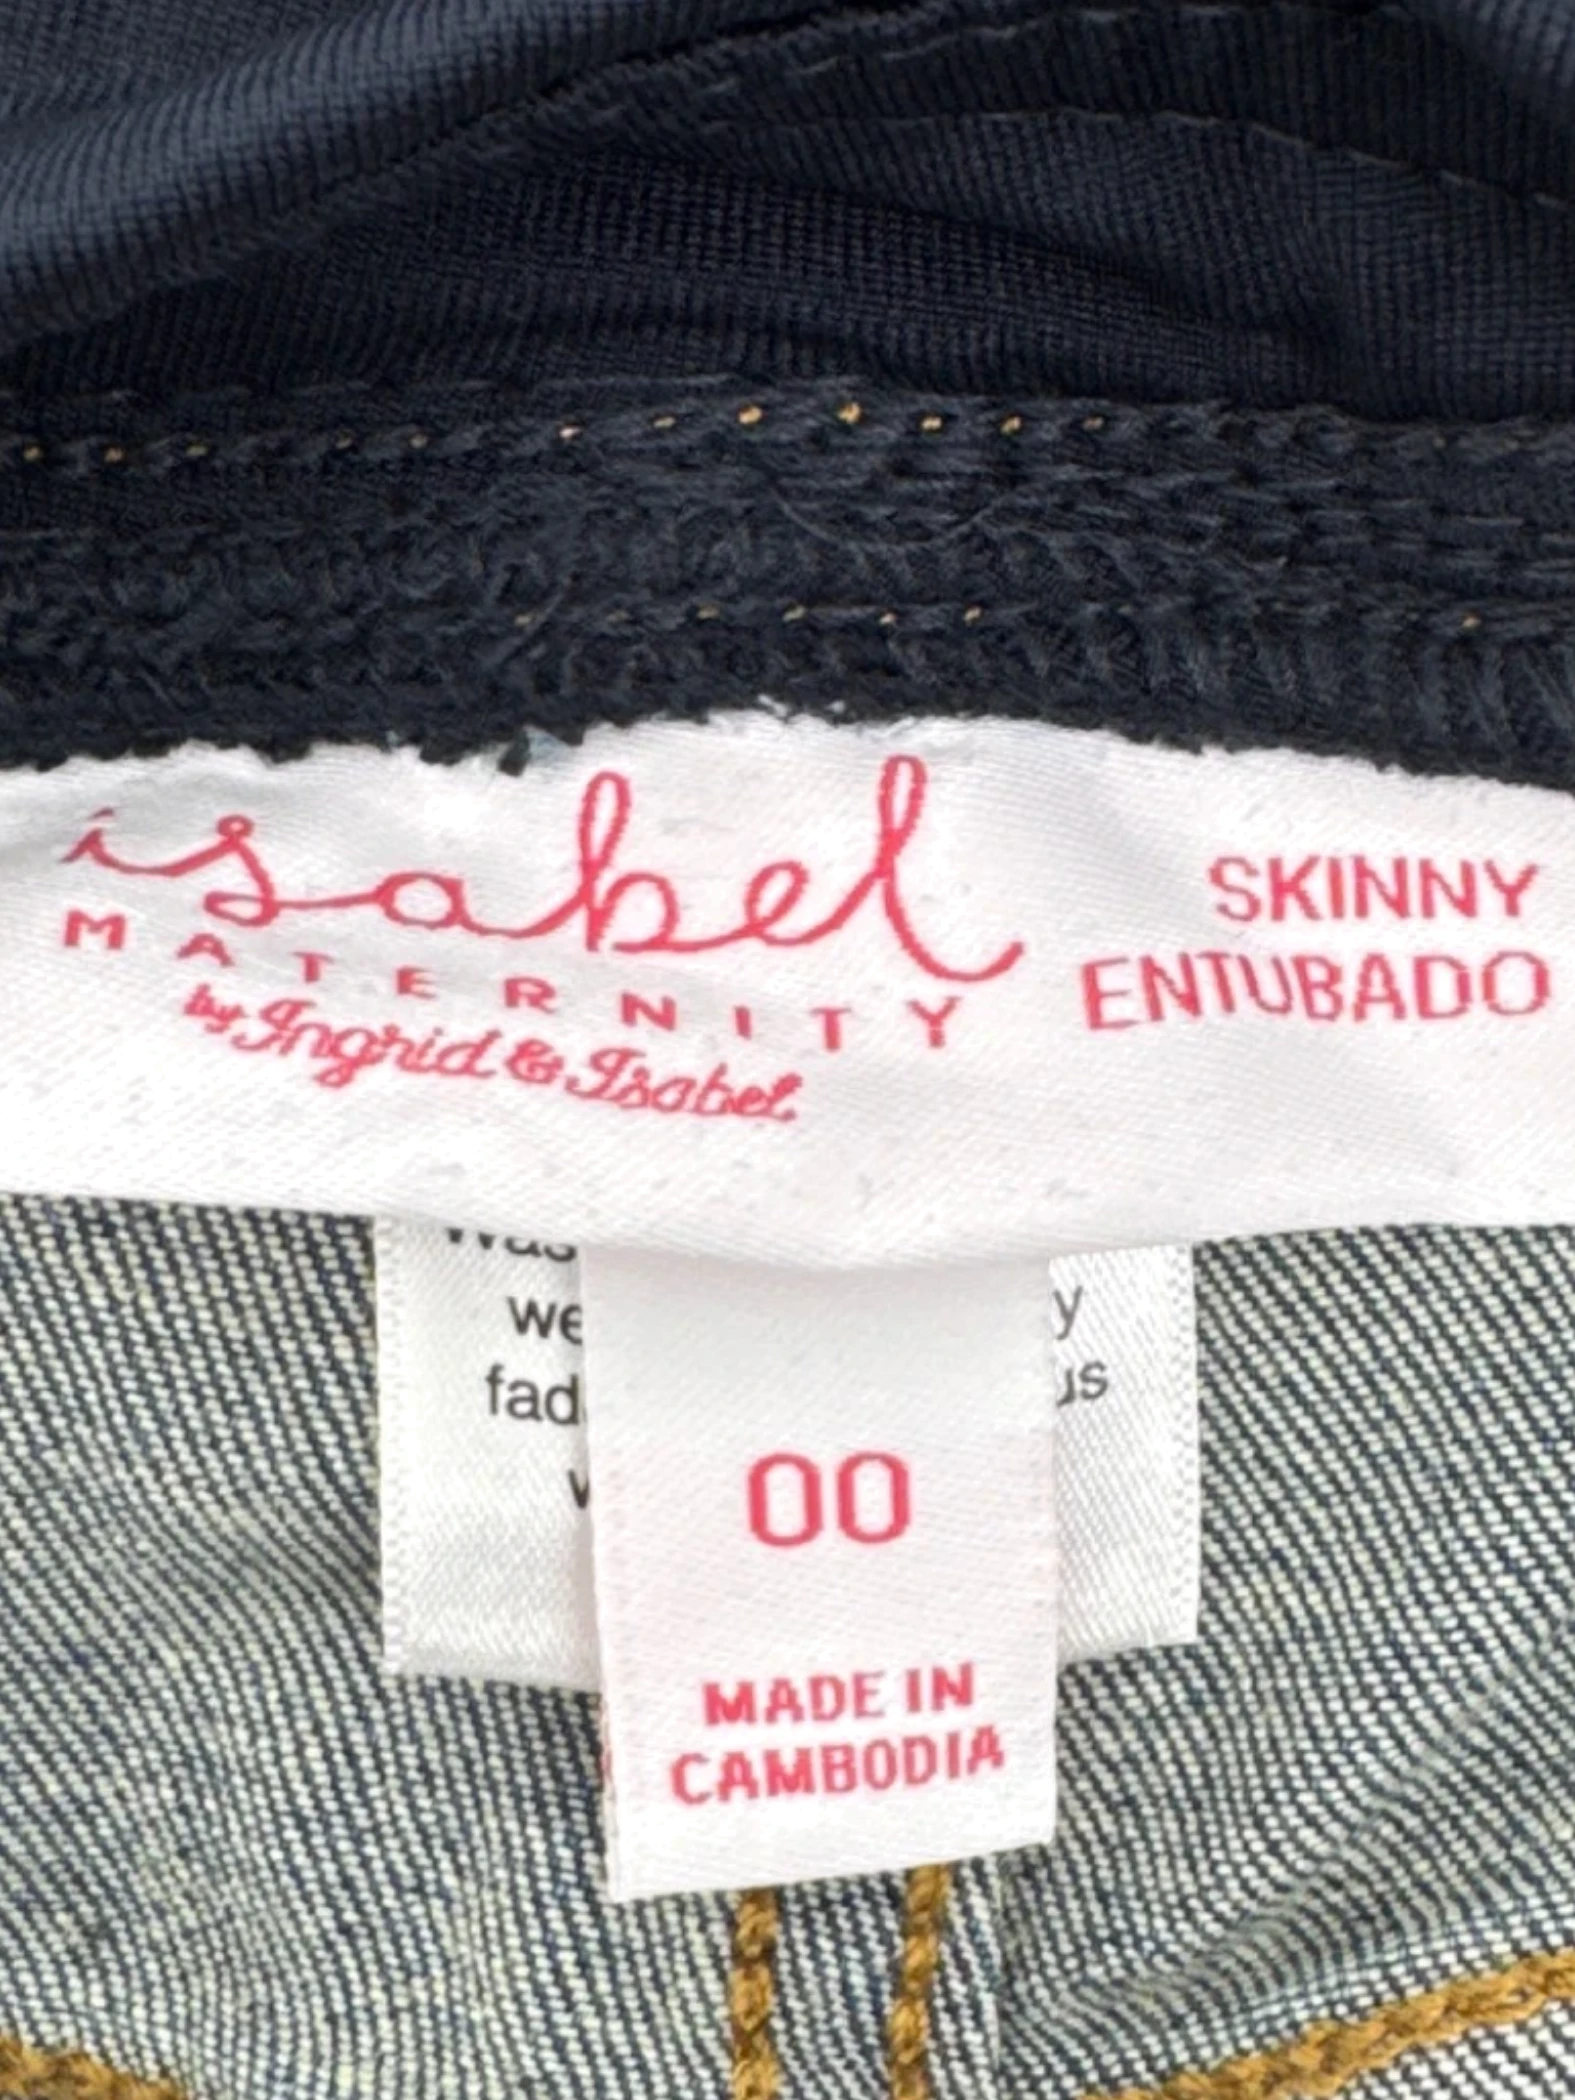 isabel
MATERNITY
by Ingrid & Isabel
SKINNY
ENTUBADO
00
MADE IN
CAMBODIA